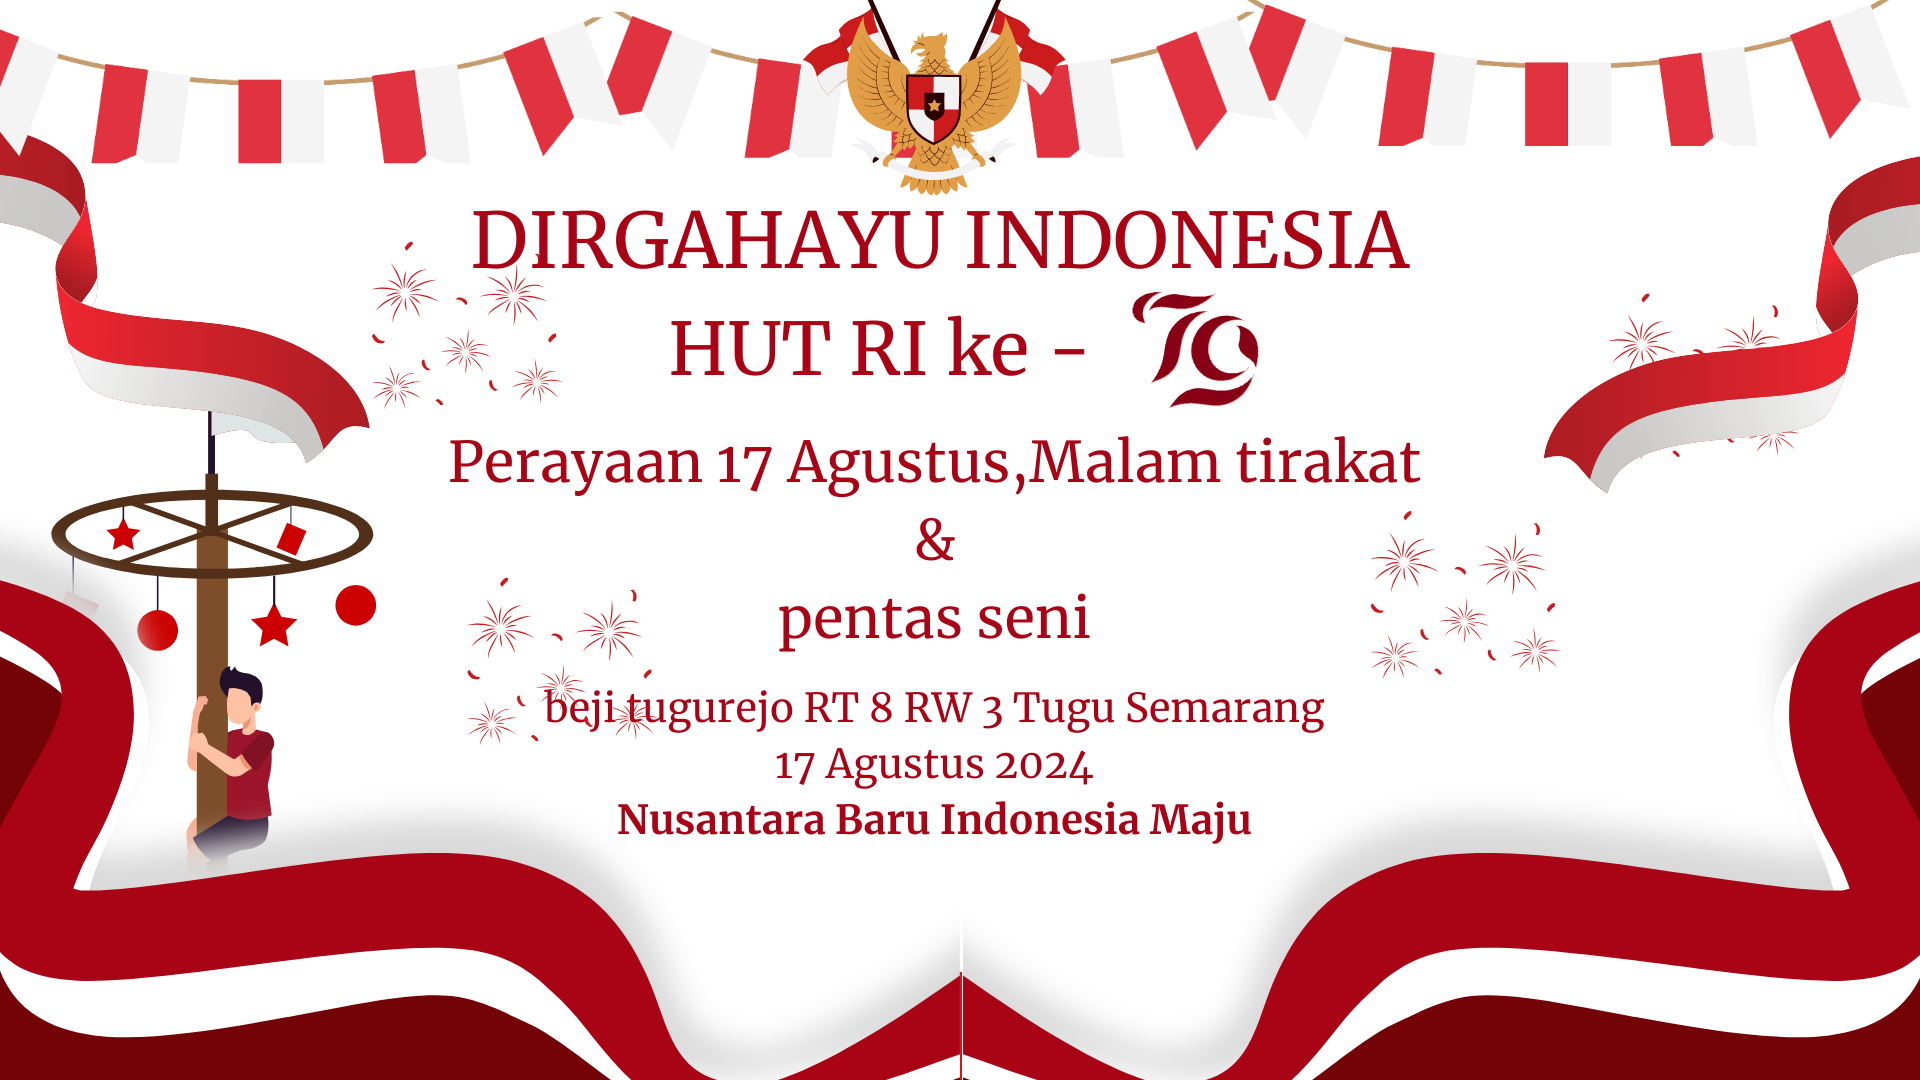 DIRGAHAYU INDONESIA
HUT RI ke - 79
Perayaan 17 Agustus,Malam tirakat
&
pentas seni
beji tugurejo RT 8 RW 3 Tugu Semarang
17 Agustus 2024
Nusantara Baru Indonesia Maju